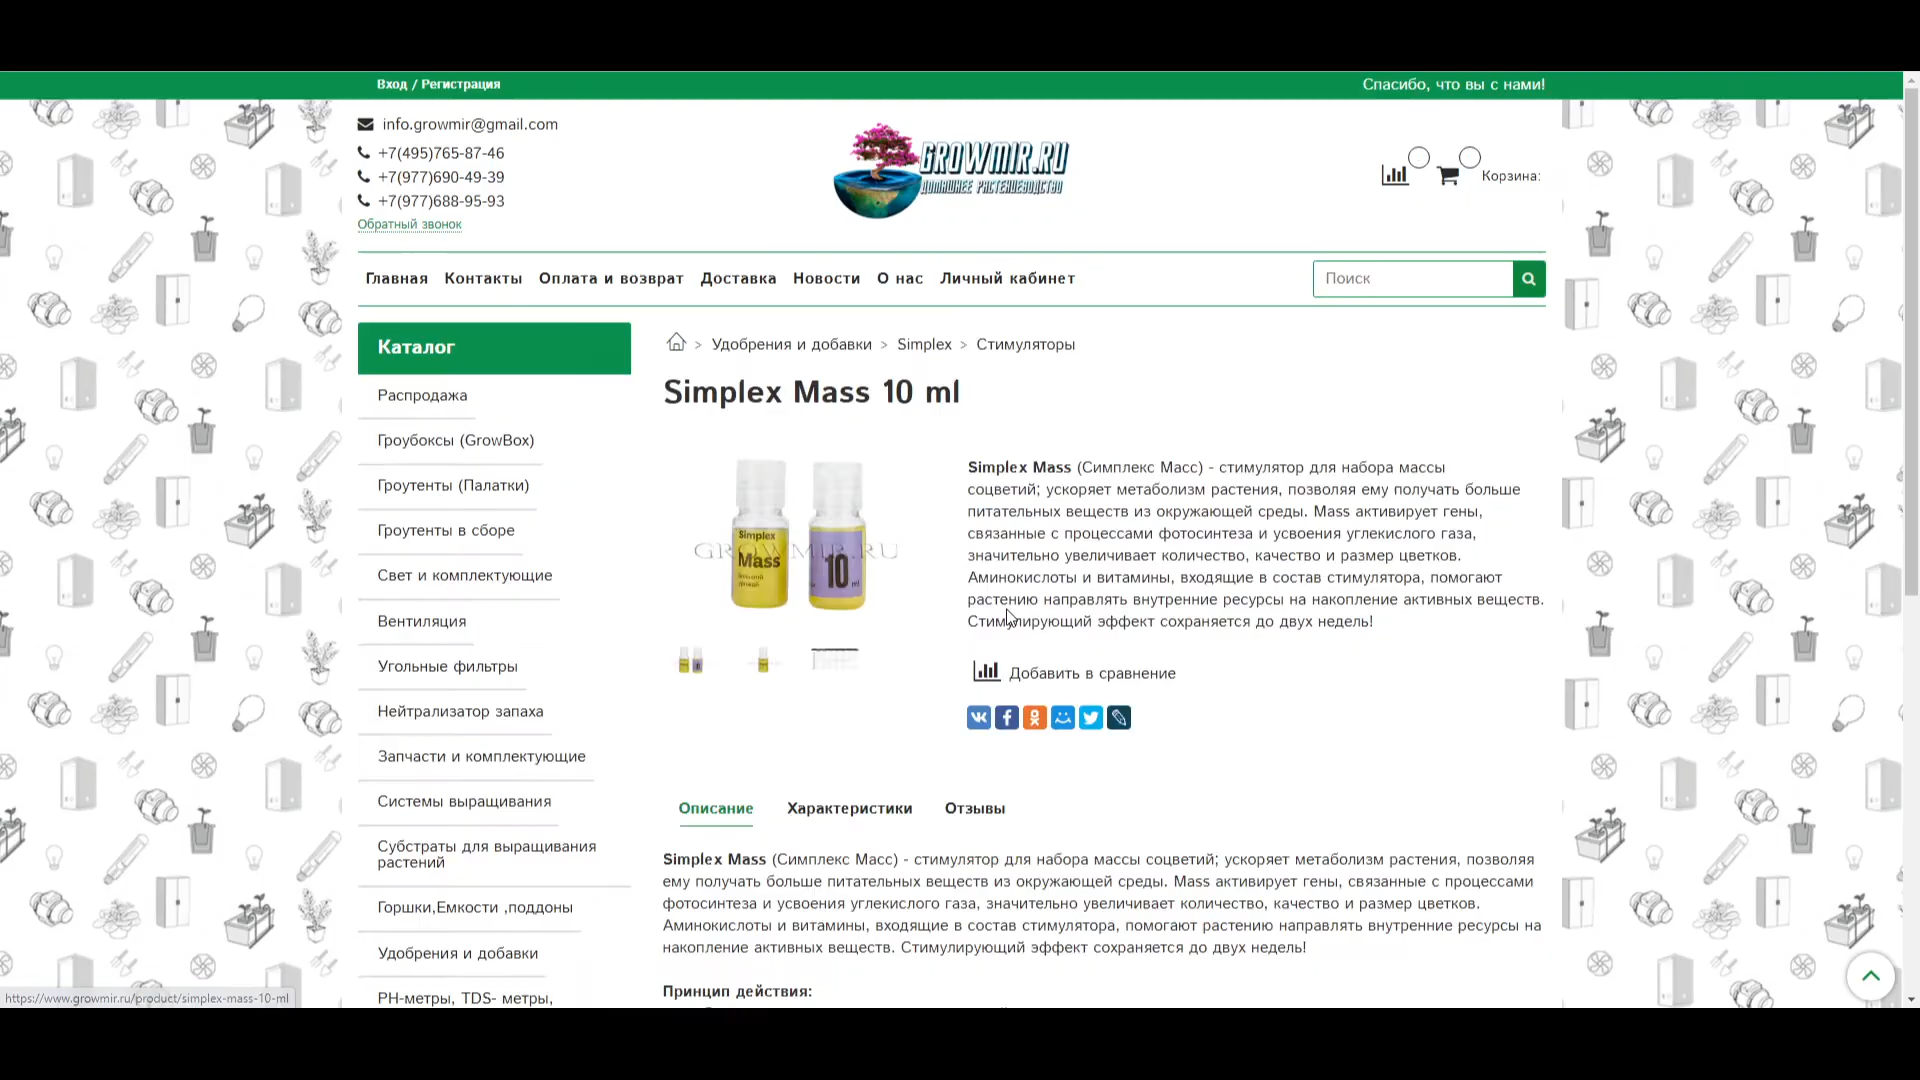 Вход / Регистрация
Спасибо, что вы с нами!
info.growmir@gmail.com
+7(495)765-87-46
+7(977)690-49-39
+7(977)688-95-93
Обратный звонок
GROWMIR.RU
ДОМАШНЕЕ РАСТЕНИЕВОДСТВО
Корзина:
Главная Контакты Оплата и возврат Доставка Новости О нас Личный кабинет
Поиск
Каталог
Распродажа
Гроубоксы (GrowBox)
Гроутенты (Палатки)
Гроутенты в сборе
Свет и комплектующие
Вентиляция
Угольные фильтры
Нейтрализатор запаха
Запчасти и комплектующие
Системы выращивания
Субстраты для выращивания
растений
Горшки,Емкости ,поддоны
Удобрения и добавки
PH-метры, TDS- метры,
> Удобрения и добавки > Simplex > Стимуляторы
Simplex Mass 10 ml
Simplex
Mass
большой
урожай
10 ml
GROWMIR.RU
Simplex Mass (Симплекс Масс) - стимулятор для набора массы
соцветий; ускоряет метаболизм растения, позволяя ему получать больше
питательных веществ из окружающей среды. Mass активирует гены,
связанные с процессами фотосинтеза и усвоения углекислого газа,
значительно увеличивает количество, качество и размер цветков.
Аминокислоты и витамины, входящие в состав стимулятора, помогают
растению направлять внутренние ресурсы на накопление активных веществ.
Стимулирующий эффект сохраняется до двух недель!
Добавить в сравнение
Описание Характеристики Отзывы
Simplex Mass (Симплекс Масс) - стимулятор для набора массы соцветий; ускоряет метаболизм растения, позволяя
ему получать больше питательных веществ из окружающей среды. Mass активирует гены, связанные с процессами
фотосинтеза и усвоения углекислого газа, значительно увеличивает количество, качество и размер цветков.
Аминокислоты и витамины, входящие в состав стимулятора, помогают растению направлять внутренние ресурсы на
накопление активных веществ. Стимулирующий эффект сохраняется до двух недель!
Принцип действия:
https://www.growmir.ru/product/simplex-mass-10-ml